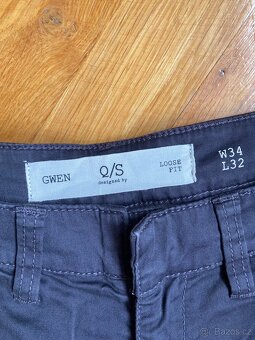 GWEN
Q/S
Designed by
LOOSE
FIT
W34
L32